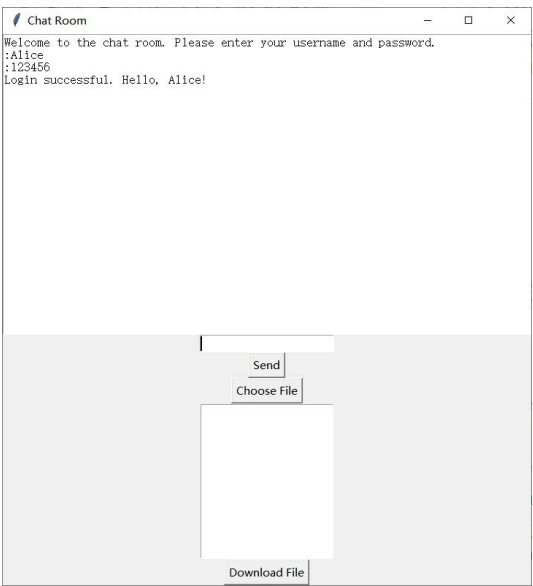 Chat Room
Welcome to the chat room. Please enter your username and password.
:Alice
:123456
Login successful. Hello, Alice!
Send
Choose File
Download File